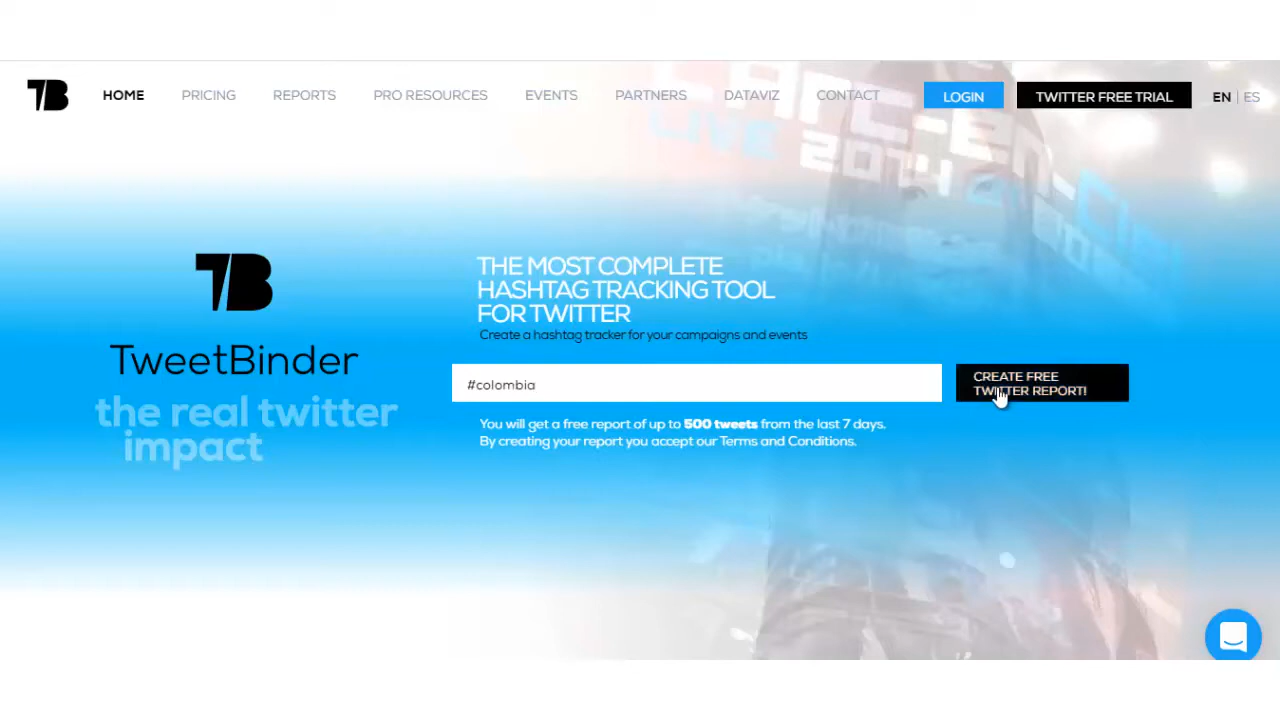 TB
HOME
PRICING
REPORTS
PRO RESOURCES
EVENTS
PARTNERS
DATAVIZ
CONTACT
LOGIN
TWITTER FREE TRIAL
EN | ES
LIVE 2014
TB
TweetBinder
the real twitter
impact
THE MOST COMPLETE
HASHTAG TRACKING TOOL
FOR TWITTER
Create a hashtag tracker for your campaigns and events
#colombia
CREATE FREE
TWITTER REPORT!
You will get a free report of up to 500 tweets from the last 7 days.
By creating your report you accept our Terms and Conditions.